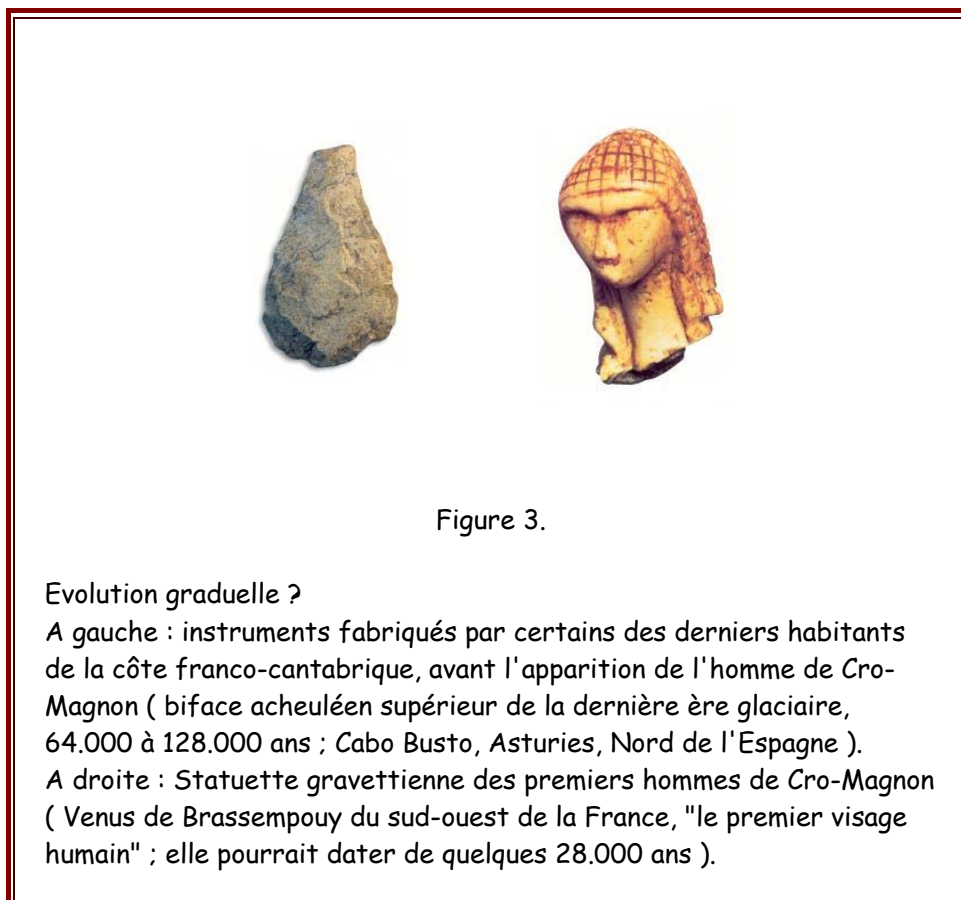 Figure 3.
Evolution graduelle ?
A gauche : instruments fabriqués par certains des derniers habitants
de la côte franco-cantabrique, avant l'apparition de l'homme de Cro-
Magnon ( biface acheuléen supérieur de la dernière ère glaciaire,
64.000 à 128.000 ans ; Cabo Busto, Asturies, Nord de l'Espagne ).
A droite : Statuette gravettienne des premiers hommes de Cro-Magnon
( Venus de Brassempouy du sud-ouest de la France, "le premier visage
humain" ; elle pourrait dater de quelques 28.000 ans ).